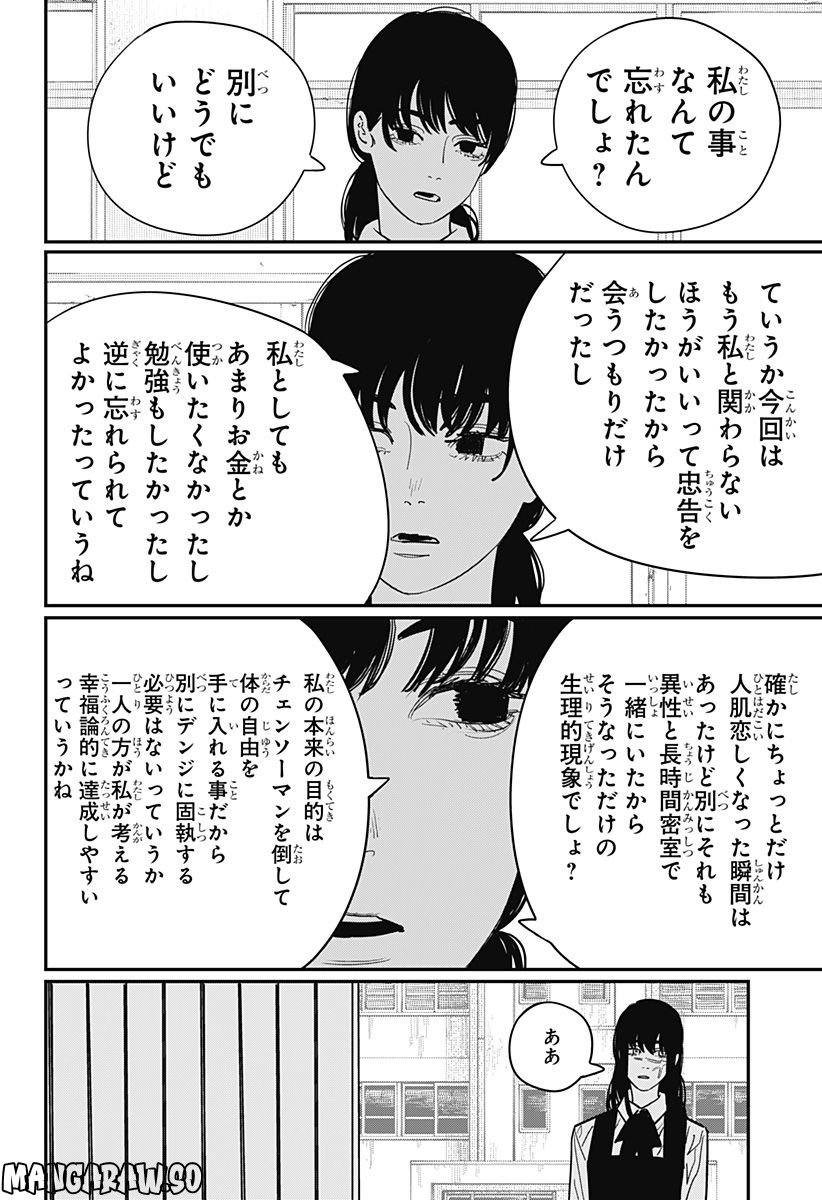 私の事
なんて
忘れたん
でしょ?
別に
どうでも
いいけど
ていうか今回は
もう私と関わらない
ほうがいいって忠告を
したかったから
会うつもりだけ
だったし
私としても
あまりお金とか
使いたくなかったし
勉強もしたかったし
逆に忘れられて
よかったっていうね
確かにちょっとだけ
人肌恋しくなった瞬間は
あったけど別にそれも
異性と長時間密室で
一緒にいたから
そうなっただけの
生理的現象でしょ?
私の本来の目的は
チェンソーマンを倒して
体の自由を
手に入れる事だから
別にデンジに固執する
必要はないっていうか
一人の方が私が考える
幸福論的に達成しやすい
っていうかね
ああ
MANGARAW.SO